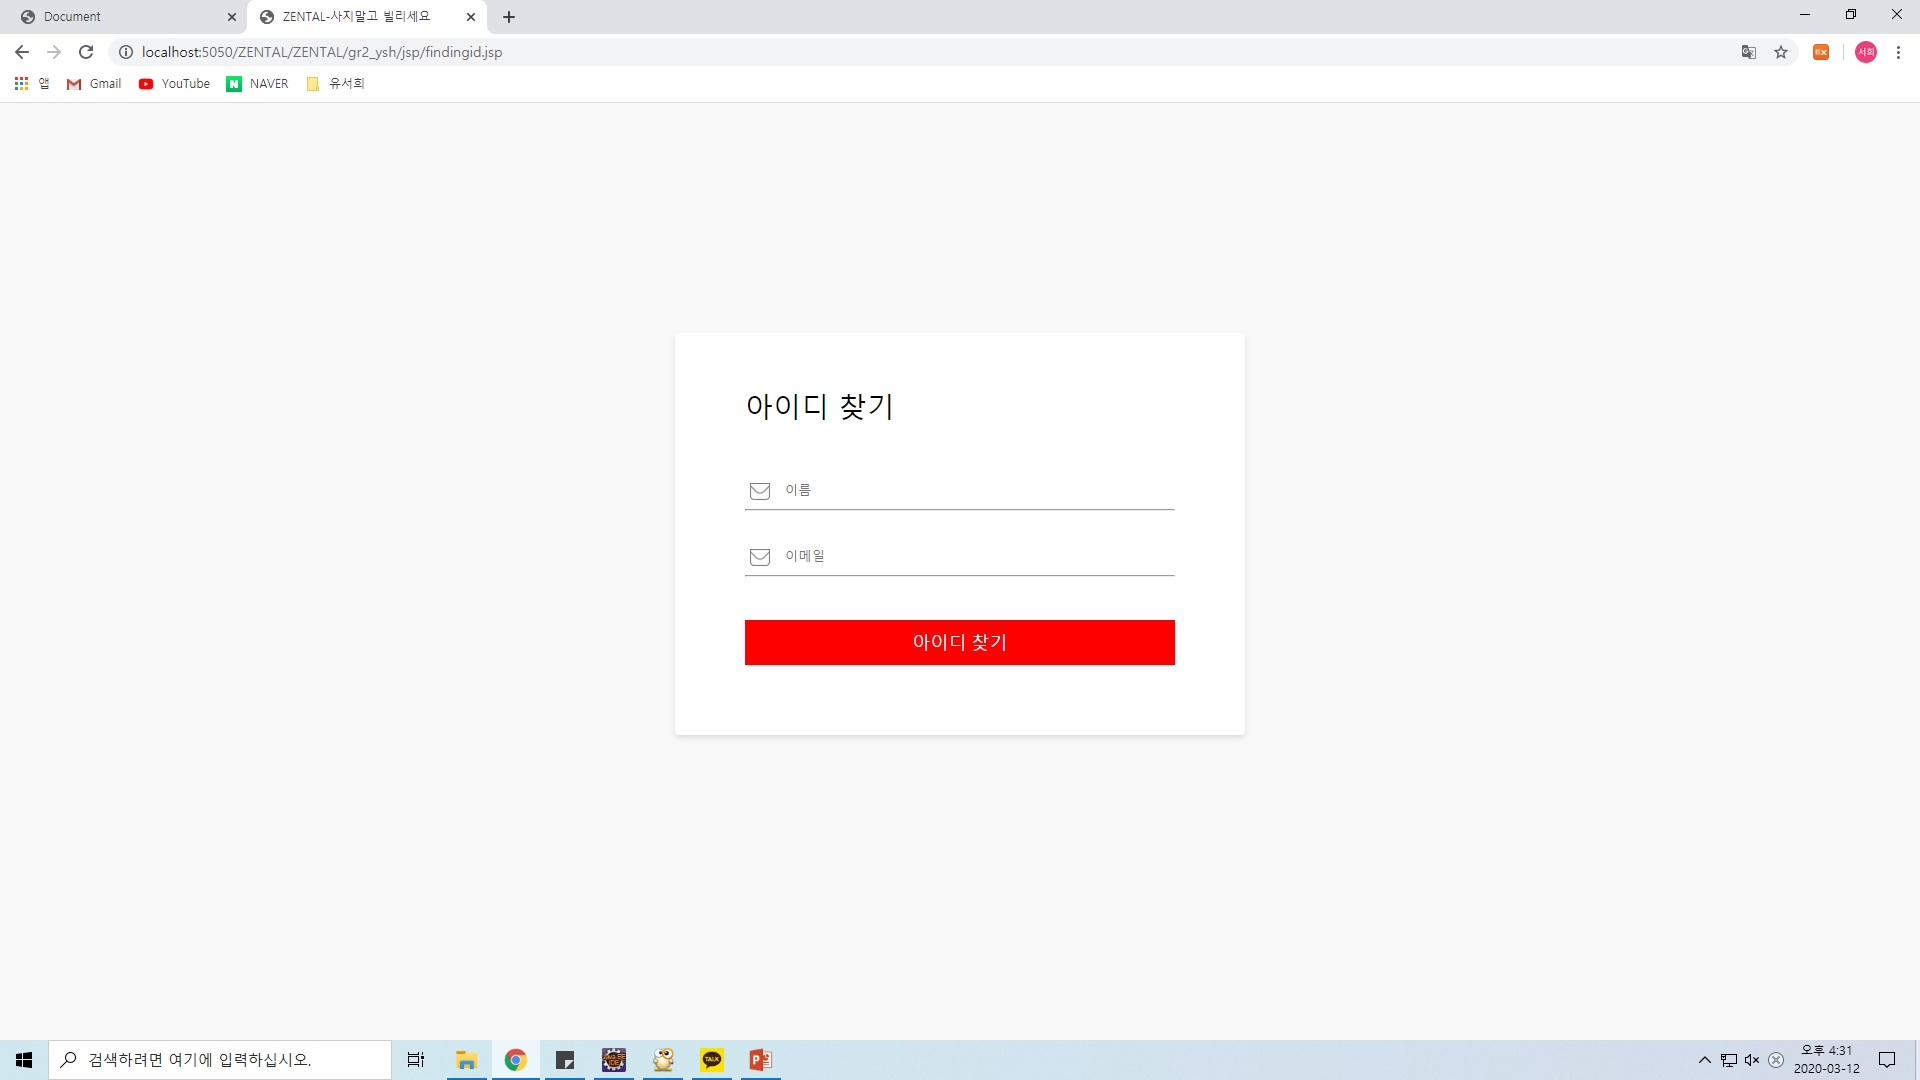 Document
ZENTAL-사지말고 빌리세요
localhost:5050/ZENTAL/ZENTAL/gr2_ysh/jsp/findingid.jsp
서희
앱
Gmail
YouTube
N
NAVER
유서희
아이디 찾기
이름
이메일
아이디 찾기
검색하려면 여기에 입력하십시오.
TALK
P
오후 4:31
2020-03-12